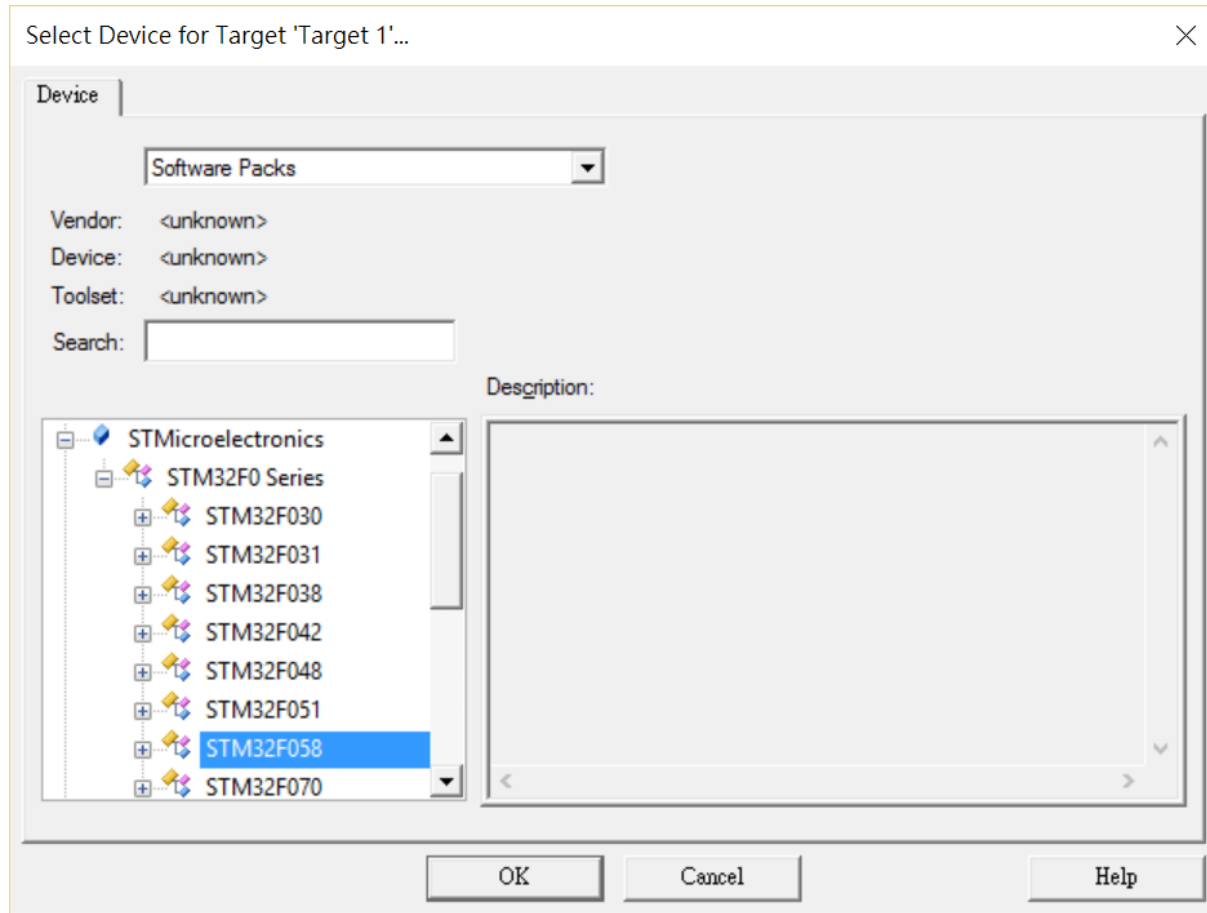 Select Device for Target 'Target 1'...
Device
Software Packs
Vendor: <unknown>
Device: <unknown>
Toolset: <unknown>
Search:
Description:
STMicroelectronics
STM32F0 Series
STM32F030
STM32F031
STM32F038
STM32F042
STM32F048
STM32F051
STM32F058
STM32F070
OK Cancel Help